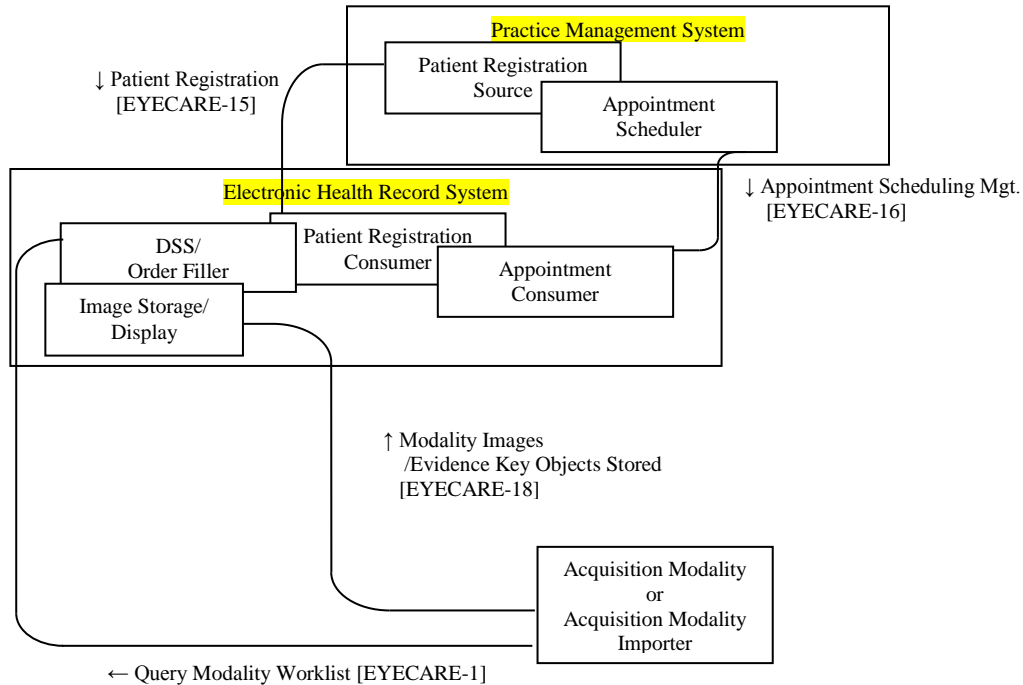 Practice Management System
Patient Registration
Source
↓ Patient Registration
[EYECARE-15]
Appointment
Scheduler
Electronic Health Record System
↓ Appointment Scheduling Mgt.
[EYECARE-16]
Patient Registration
Consumer
DSS/
Order Filler
Appointment
Consumer
Image Storage/
Display
↑ Modality Images
/Evidence Key Objects Stored
[EYECARE-18]
Acquisition Modality
or
Acquisition Modality
Importer
← Query Modality Worklist [EYECARE-1]